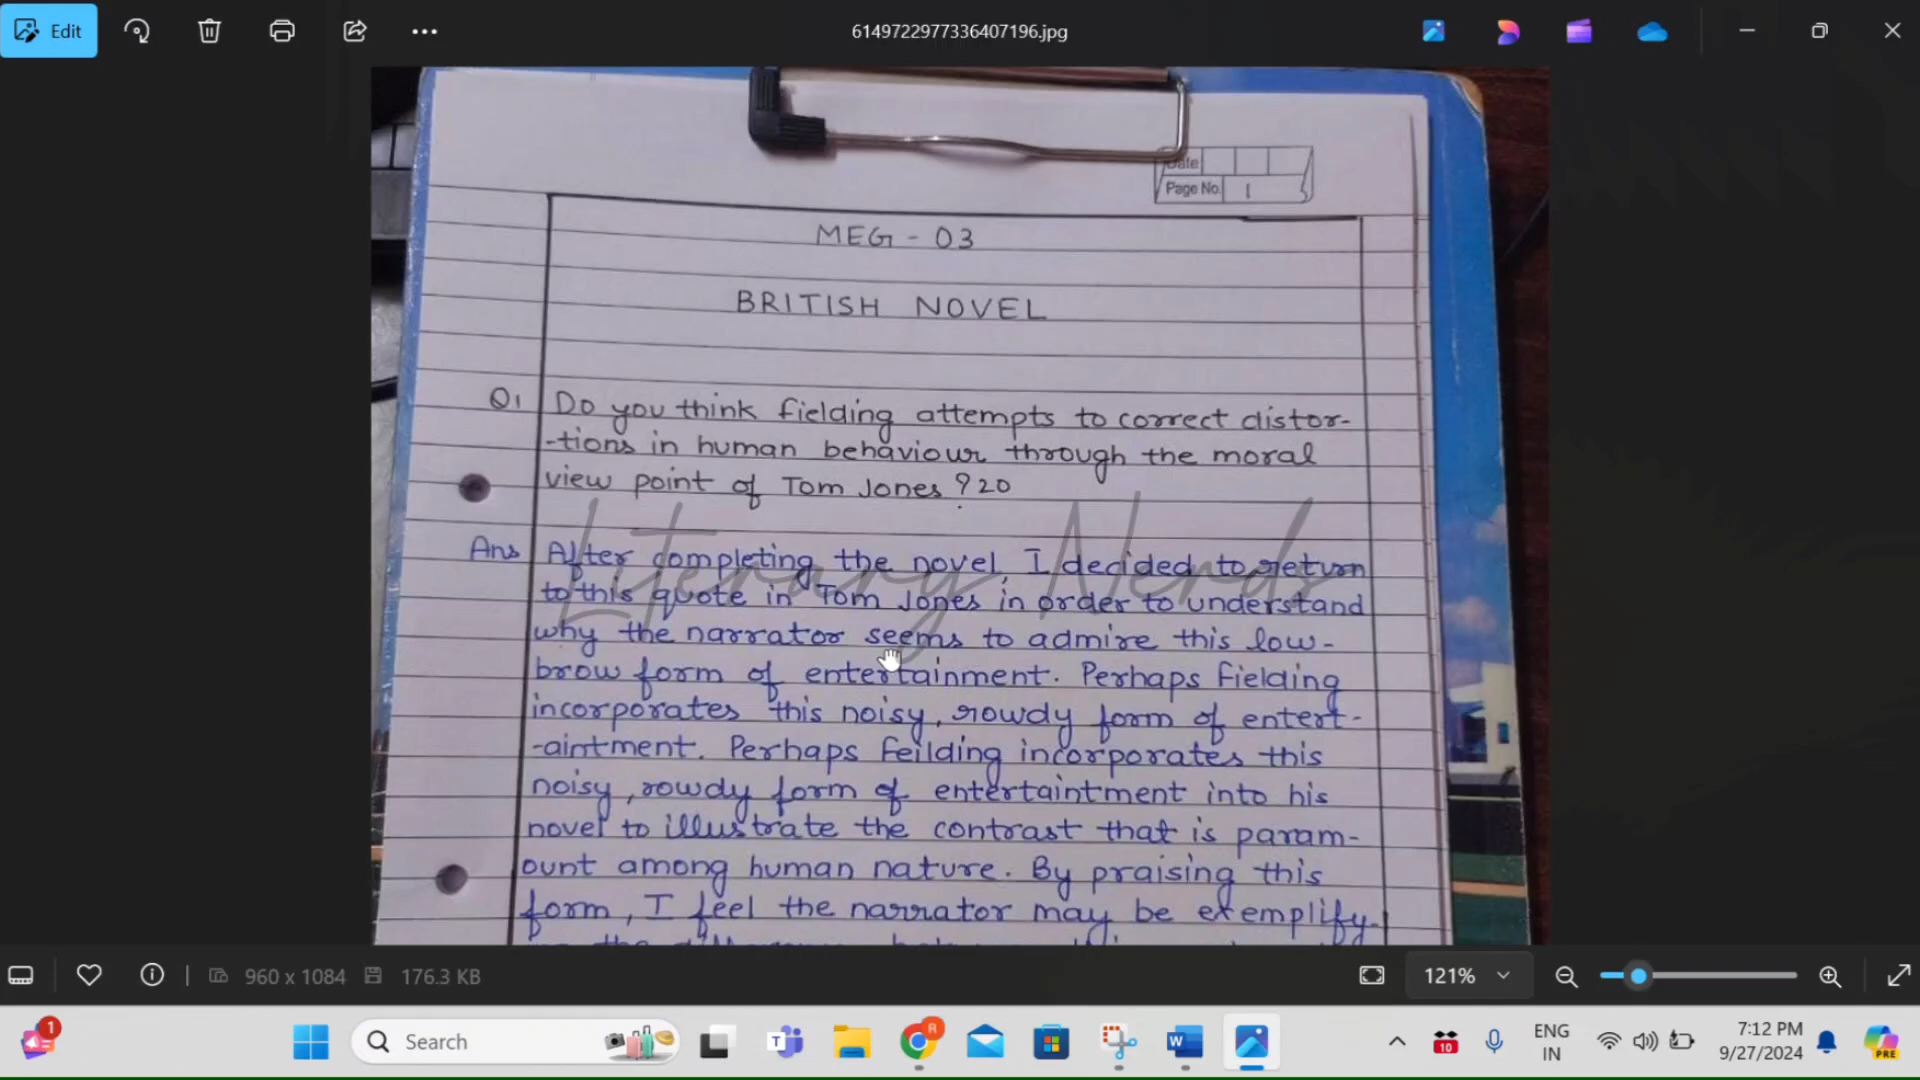 Edit
6149722977336407196.jpg
Date
Page No. 1
MEG - 03
BRITISH NOVEL
Q1 Do you think fielding attempts to correct distor-
-tions in human behaviour through the moral
view point of Tom Jones ? 20
Literary Nerds
Ans After completing the novel, I decided to return
to this quote in Tom Jones in order to understand
why the narrator seems to admire this low-
brow form of entertainment. Perhaps fielding
incorporates this noisy, rowdy form of entert-
-aintment. Perhaps feilding incorporates this
noisy, rowdy form of entertaintment into his
novel to illustrate the contrast that is param-
ount among human nature. By praising this
form, I feel the narrator may be exemplify-
960 x 1084 176.3 KB
121%
1
Search
R
W
10
ENG
IN
7:12 PM
9/27/2024
PRE